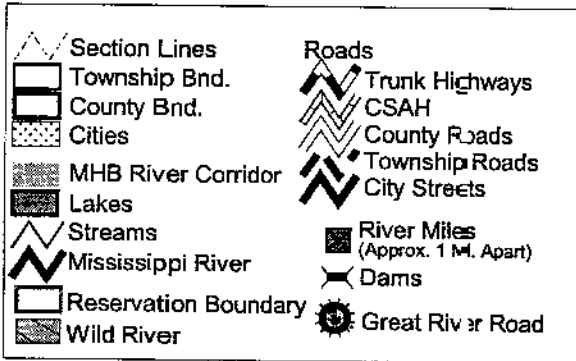 Section Lines
Township Bnd.
County Bnd.
Cities
MHB River Corridor
Lakes
Streams
Mississippi River
Reservation Boundary
Wild River
Roads
Trunk Highways
CSAH
County Roads
Township Roads
City Streets
River Miles
(Approx. 1 MI. Apart)
Dams
Great River Road